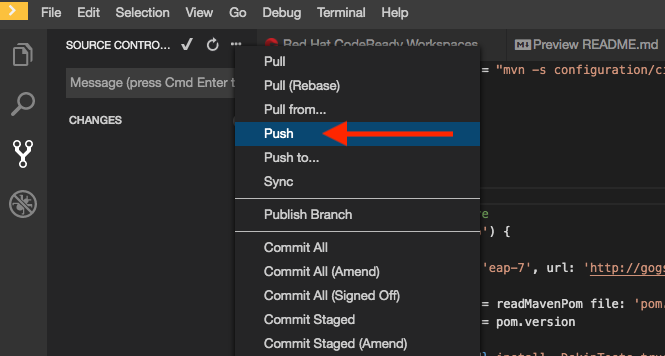 > File Edit Selection View Go Debug Terminal Help
SOURCE CONTRO... ✓ ...
Red Hat CodeReady Workspaces
Preview README.md
Message (press Cmd Enter t
CHANGES
Pull
Pull (Rebase)
Pull from...
Push
Push to...
Sync
Publish Branch
Commit All
Commit All (Amend)
Commit All (Signed Off)
Commit Staged
Commit Staged (Amend)
= "mvn -s configuration/ci
') {
'eap-7', url: 'http://gogs
= readMavenPom file: 'pom.
= pom.version